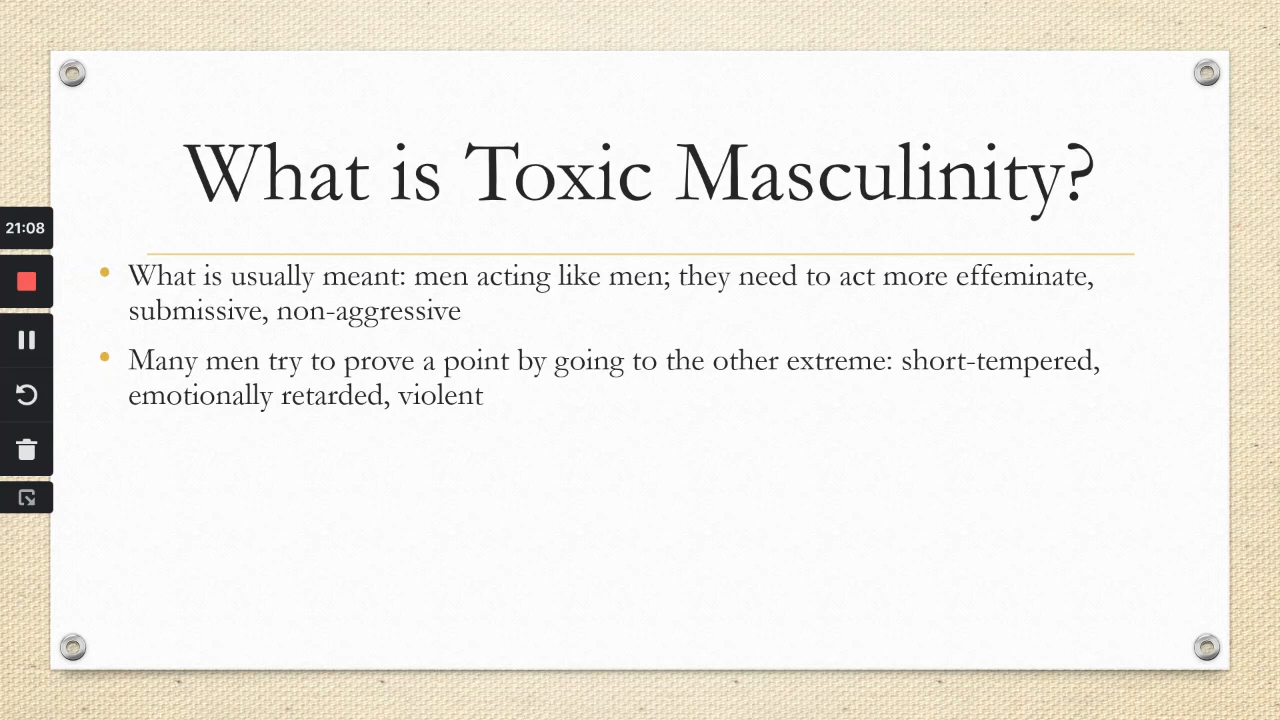 What is Toxic Masculinity?
21:08
• What is usually meant: men acting like men; they need to act more effeminate,
submissive, non-aggressive
• Many men try to prove a point by going to the other extreme: short-tempered,
emotionally retarded, violent